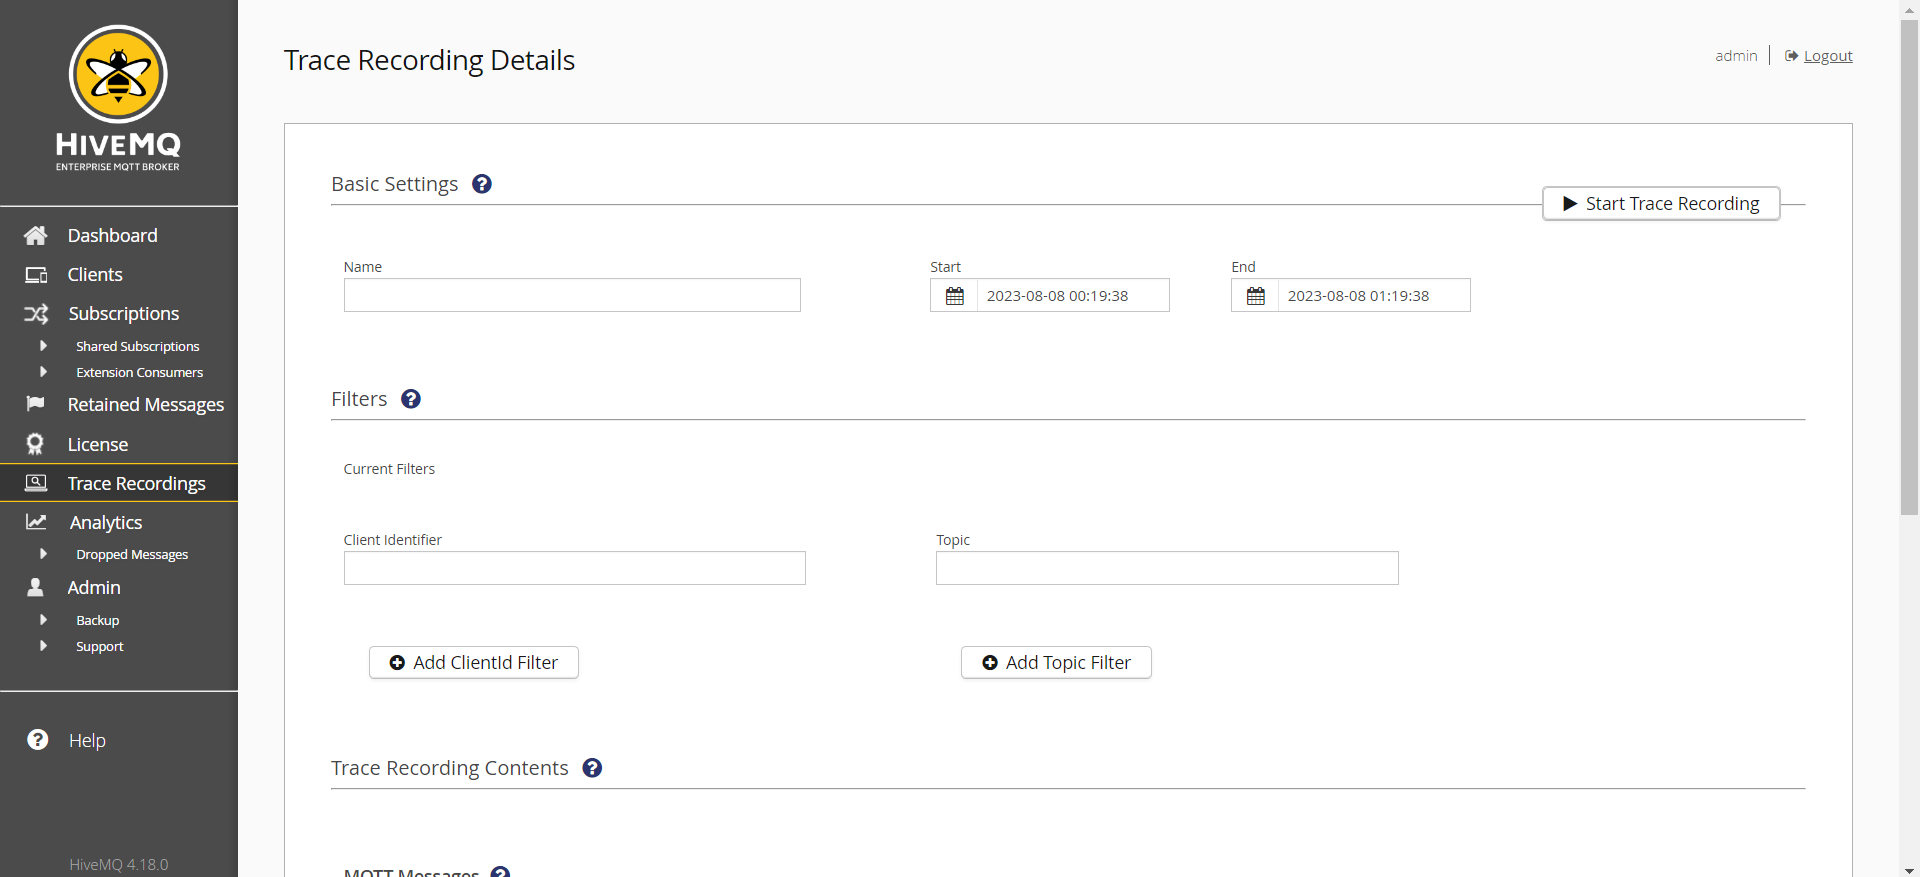 HIVEMQ
ENTERPRISE MQTT BROKER
Dashboard
Clients
Subscriptions
Shared Subscriptions
Extension Consumers
Retained Messages
License
Trace Recordings
Analytics
Dropped Messages
Admin
Backup
Support
Help
HiveMQ 4.18.0
Trace Recording Details
admin
Logout
Basic Settings
Start Trace Recording
Name
Start
End
2023-08-08 00:19:38
2023-08-08 01:19:38
Filters
Current Filters
Client Identifier
Topic
Add ClientId Filter
Add Topic Filter
Trace Recording Contents
MQTT Messages